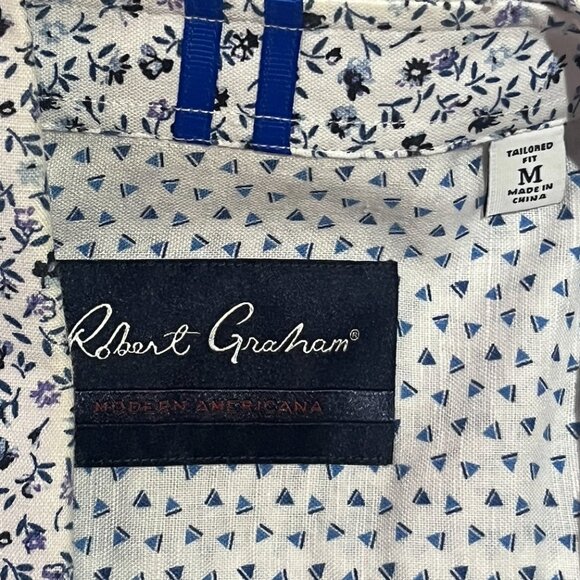 TAILORED
FIT
M
MADE IN
CHINA
Robert Graham®
MODERN AMERICANA